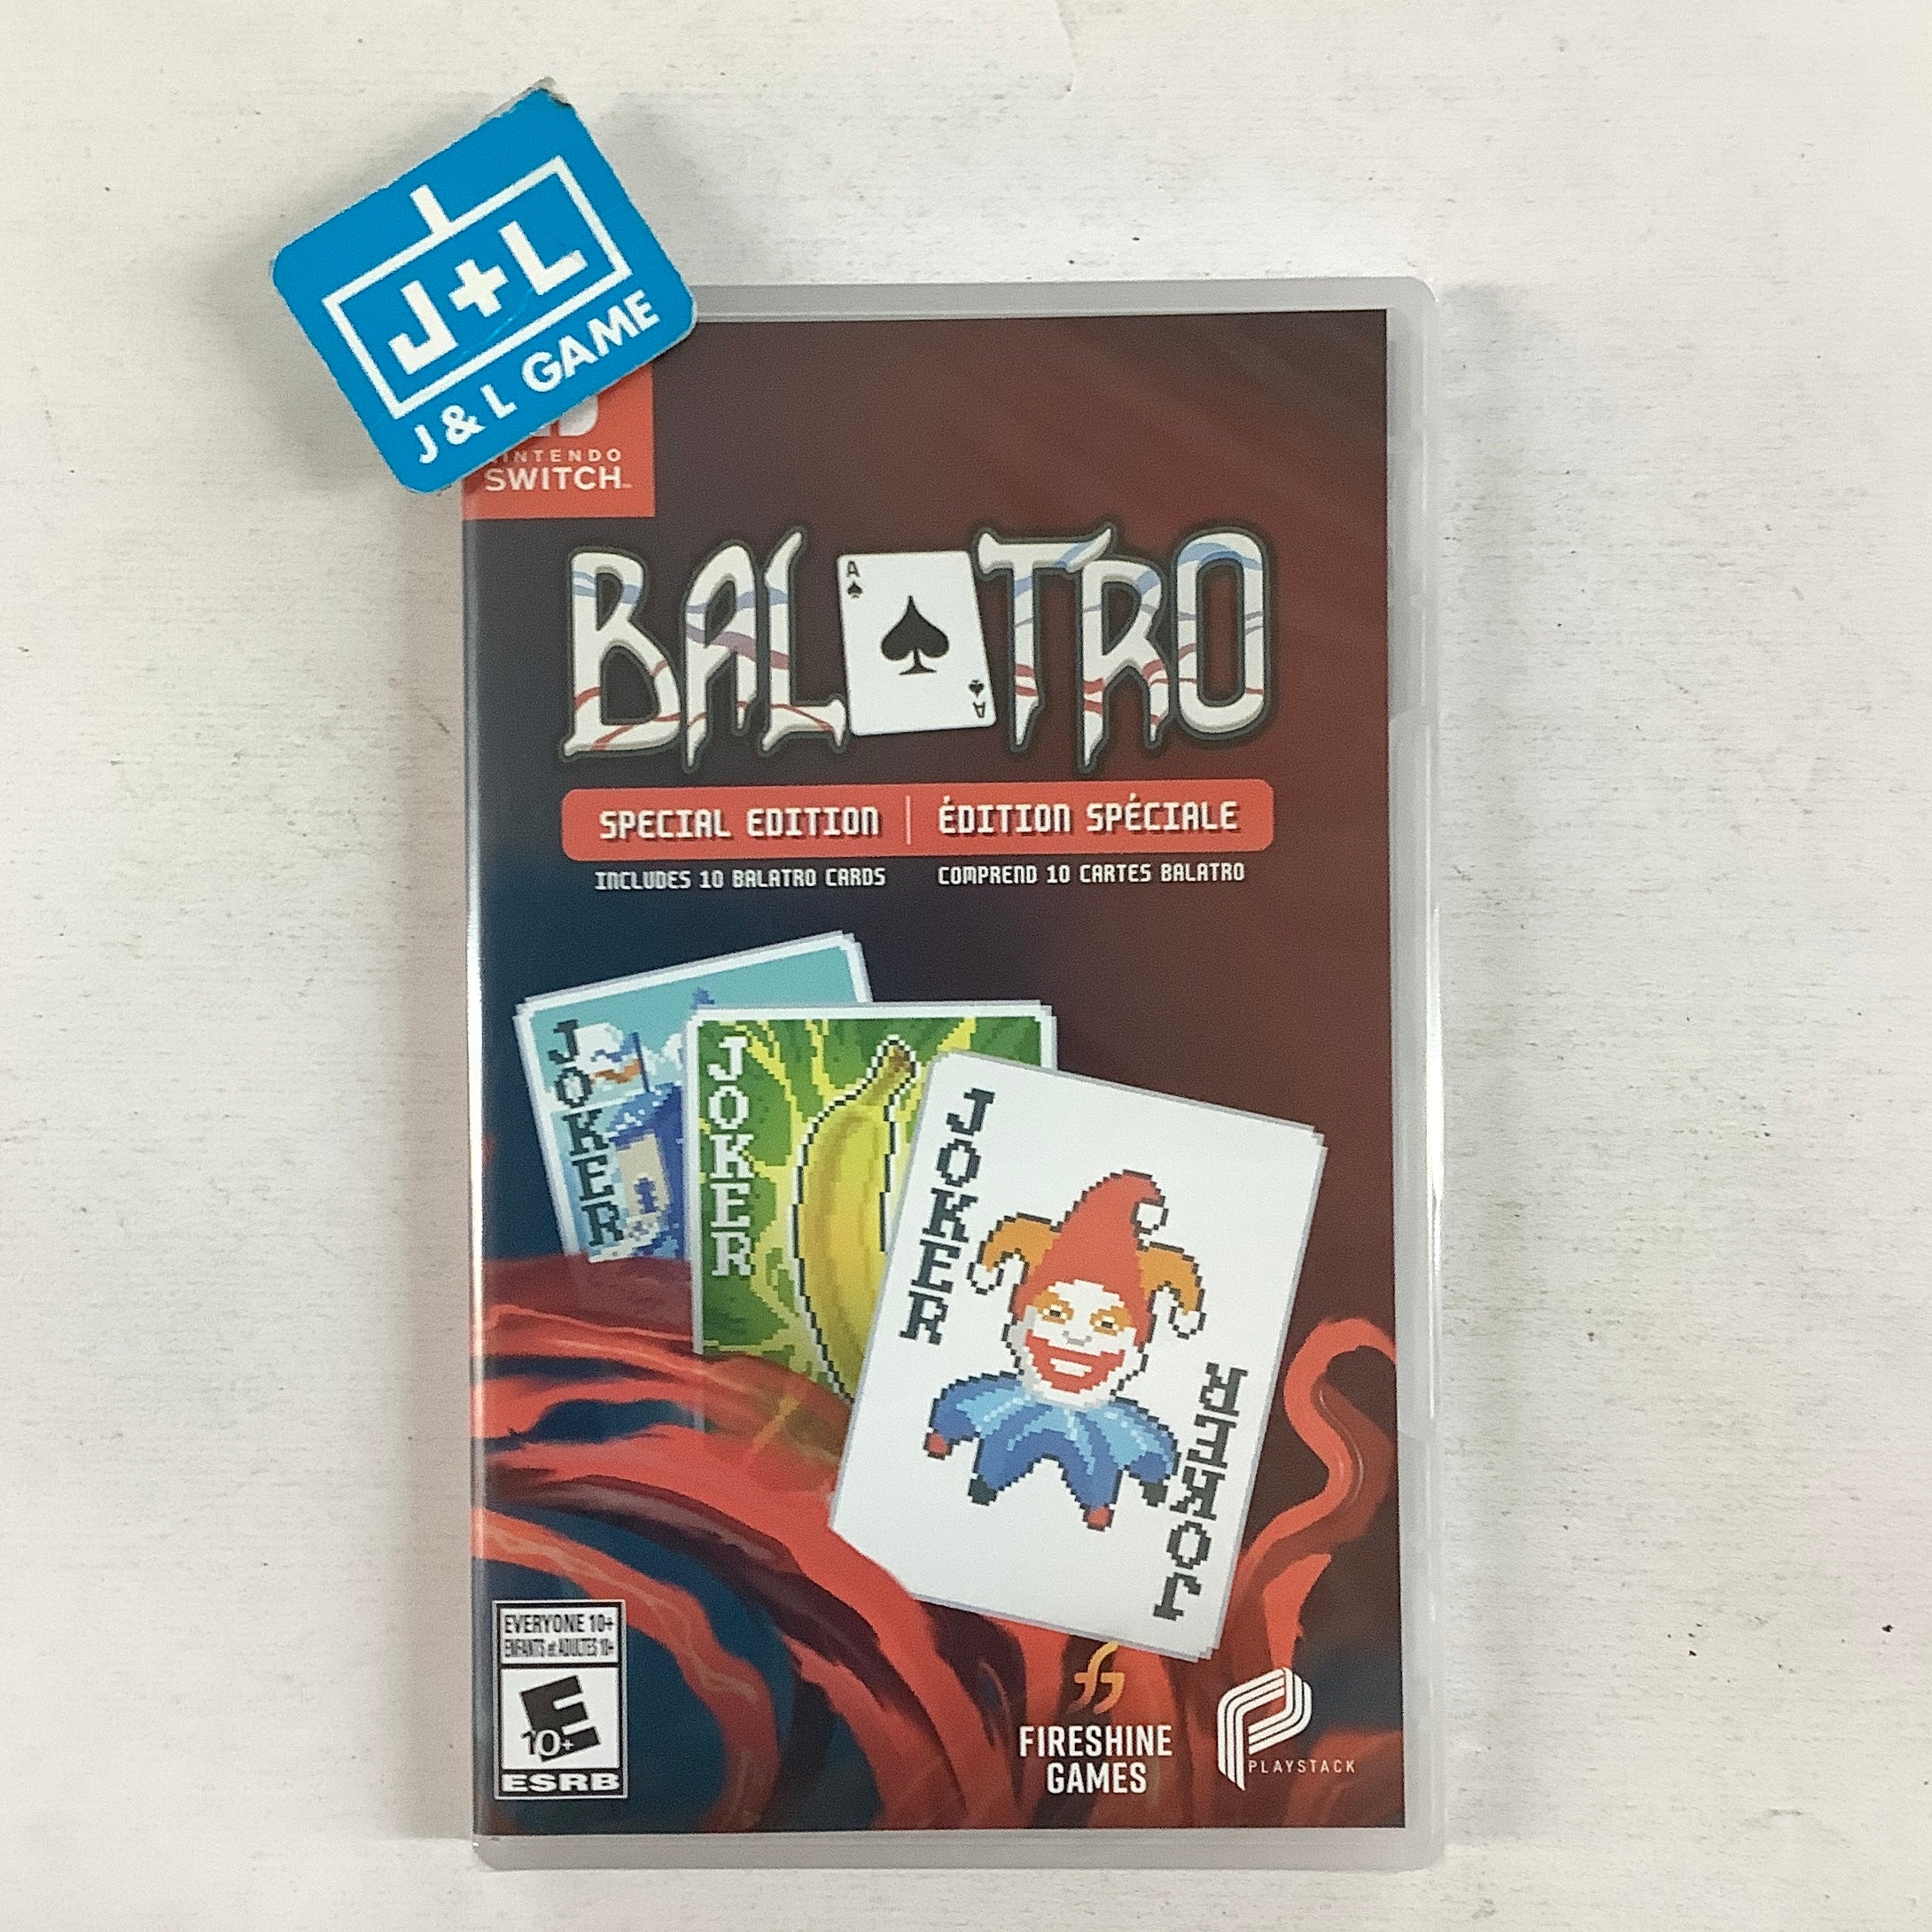 J+L
J & L GAME
NINTENDO
SWITCH
BALATRO
A
A
SPECIAL EDITION | ÉDITION SPÉCIALE
INCLUDES 10 BALATRO CARDS COMPREND 10 CARTES BALATRO
JOKER
JOKER
JOKER
JOKER
EVERYONE 10+
ENFANTS et ADULTES 10+
E
10+
ESRB
FIRESHINE
GAMES
PLAYSTACK